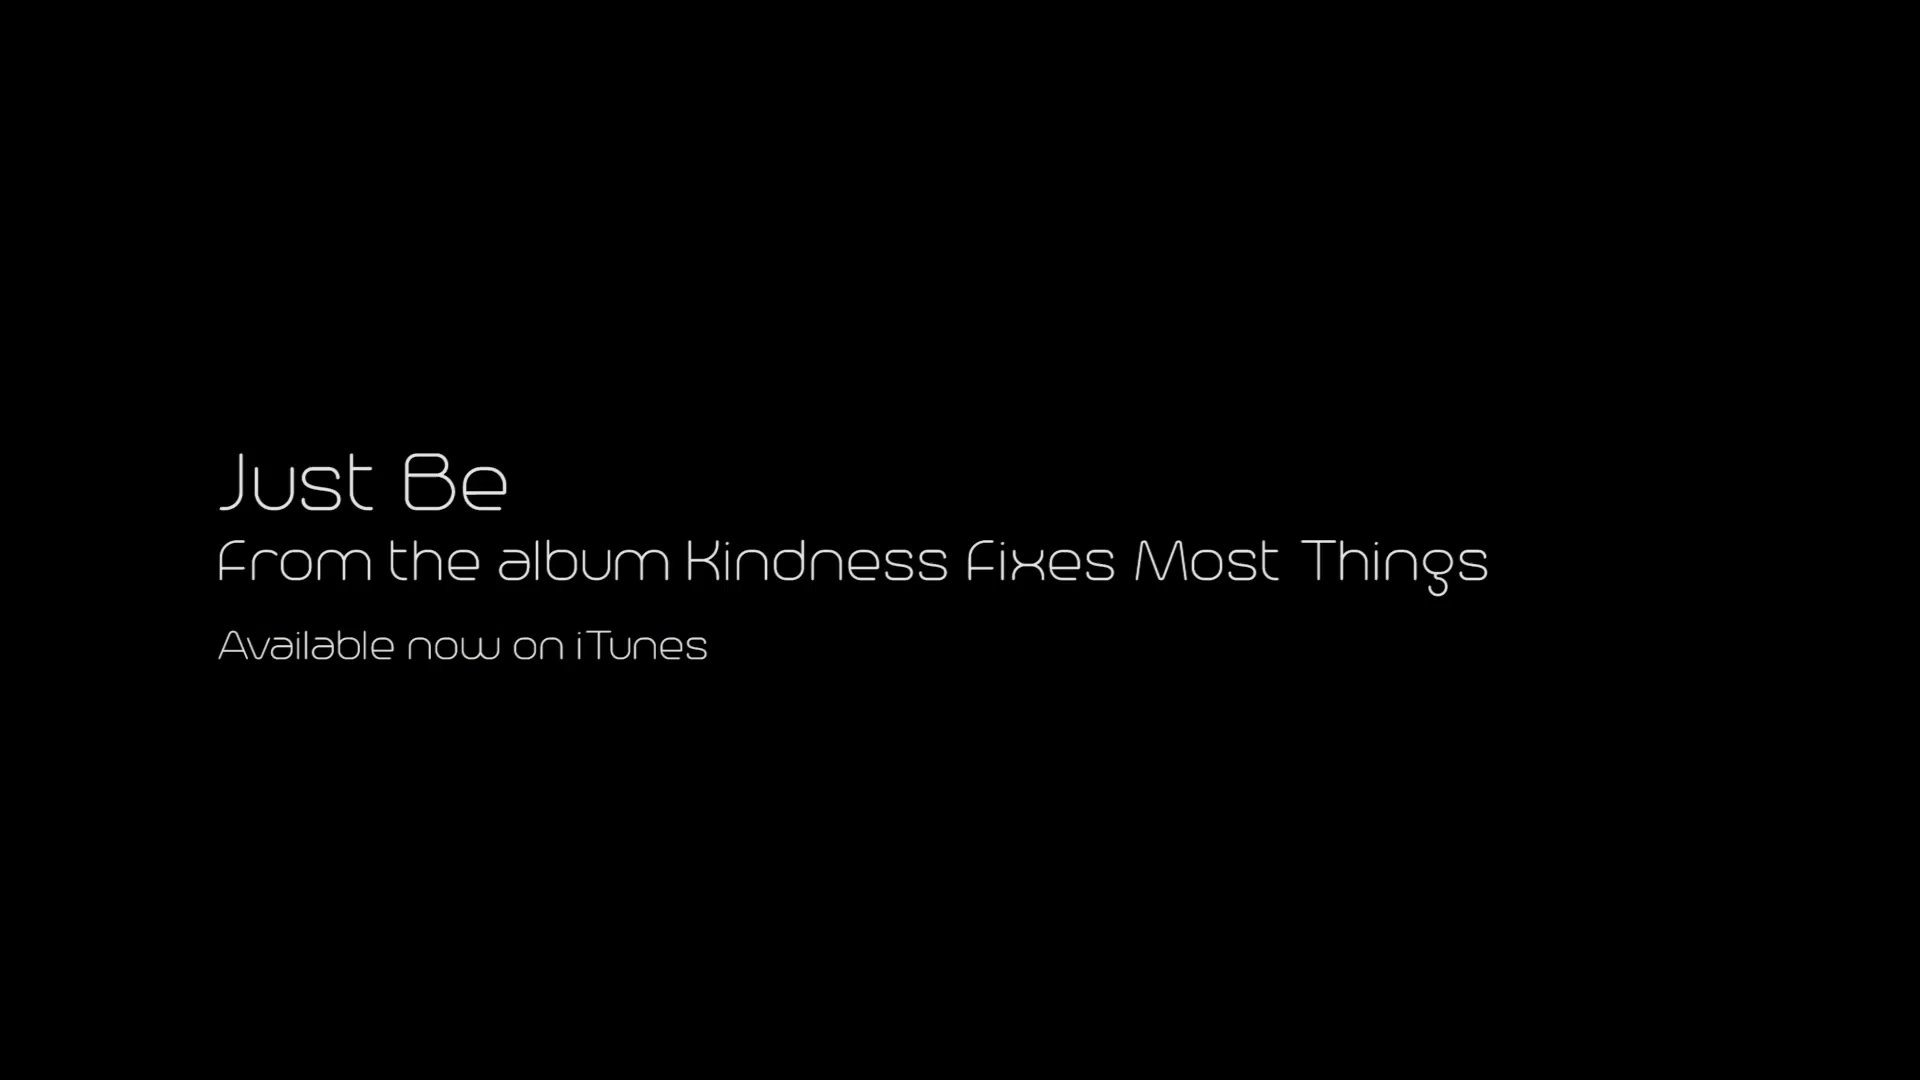 Just Be
From the album Kindness Fixes Most Things
Available now on iTunes